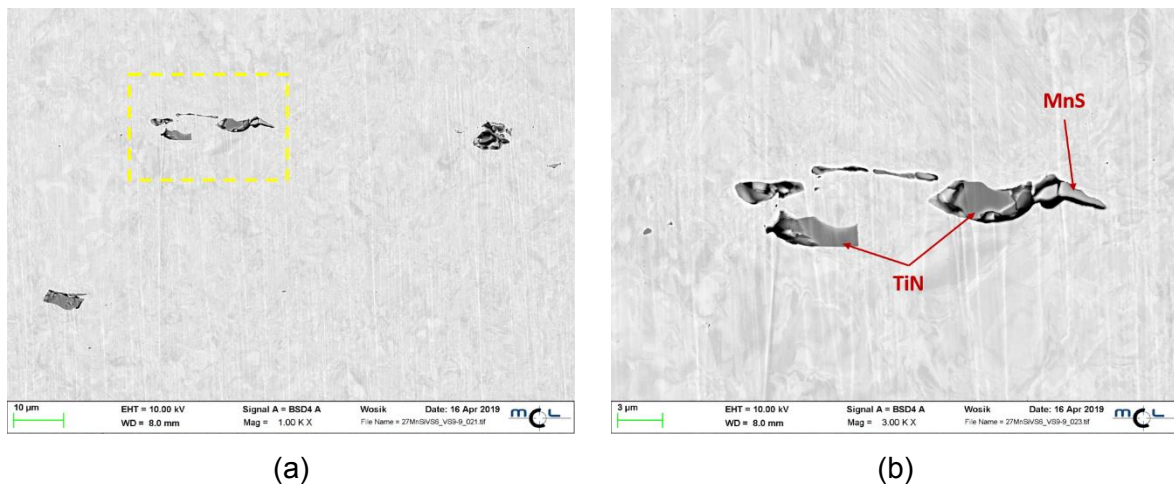 10 µm
EHT = 10.00 kV Signal A = BSD4 A Wosik Date: 16 Apr 2019
WD = 8.0 mm Mag = 1.00 K X File Name = 27MnSiVS6_VS9-9_021.tif
MCL
(a)
MnS
TiN
3 µm
EHT = 10.00 kV Signal A = BSD4 A Wosik Date: 16 Apr 2019
WD = 8.0 mm Mag = 3.00 K X File Name = 27MnSiVS6_VS9-9_023.tif
MCL
(b)